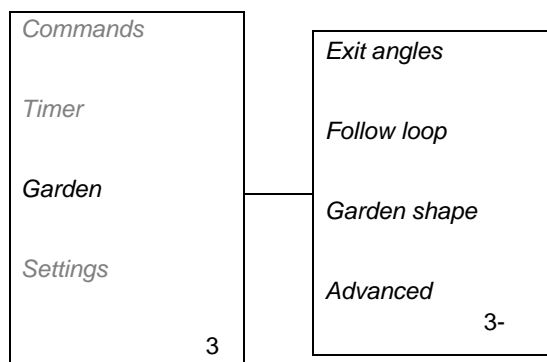 Commands
Timer
Garden
Settings
3
Exit angles
Follow loop
Garden shape
Advanced
3-